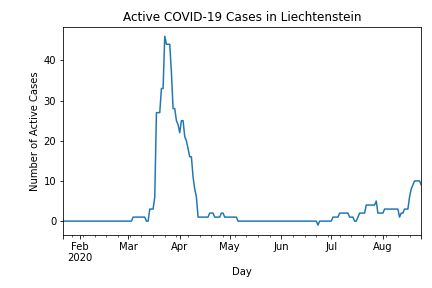 Active COVID-19 Cases in Liechtenstein
Number of Active Cases
40
30
20
10
0
Feb Mar Apr May Jun Jul Aug
2020
Day